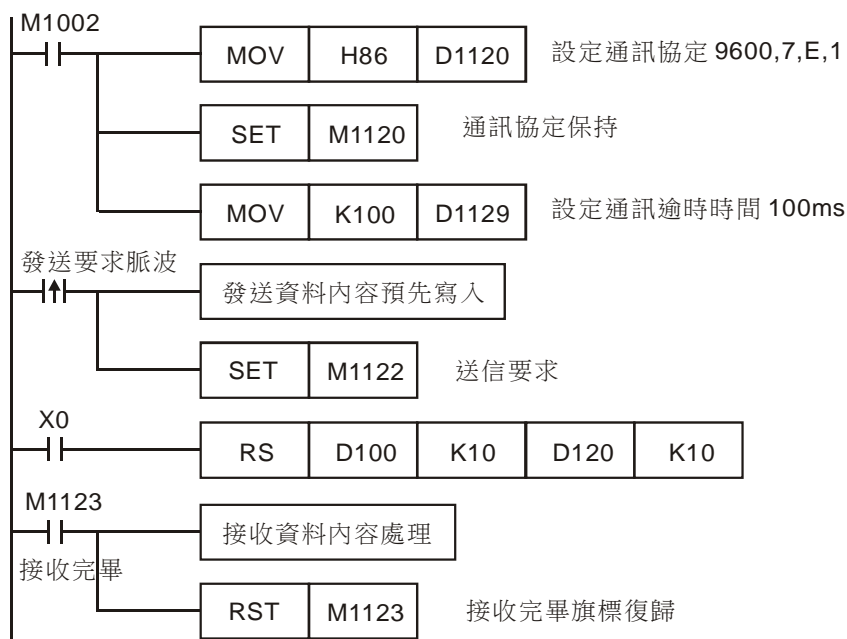 M1002
MOV H86 D1120 設定通訊協定 9600,7,E,1
SET M1120 通訊協定保持
MOV K100 D1129 設定通訊逾時時間 100ms
發送要求脈波
發送資料內容預先寫入
SET M1122 送信要求
X0
RS D100 K10 D120 K10
M1123
接收資料內容處理
接收完畢
RST M1123 接收完畢旗標復歸